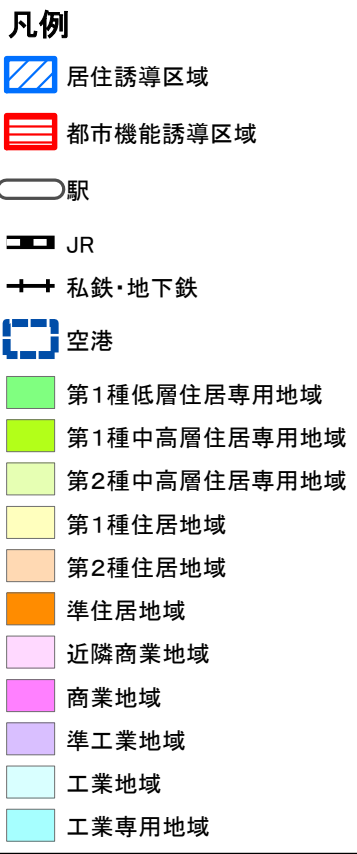 凡例
居住誘導区域
都市機能誘導区域
駅
JR
私鉄・地下鉄
空港
第1種低層住居専用地域
第1種中高層住居専用地域
第2種中高層住居専用地域
第1種住居地域
第2種住居地域
準住居地域
近隣商業地域
商業地域
準工業地域
工業地域
工業専用地域